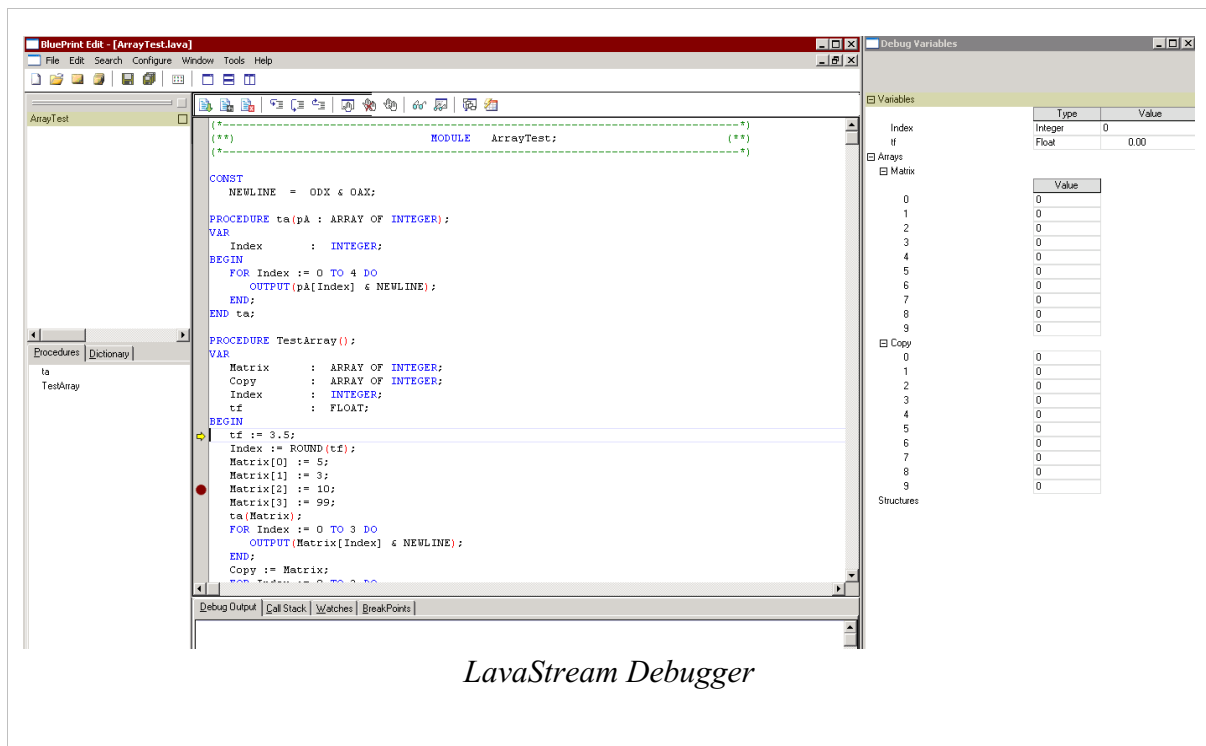 BluePrint Edit - [ArrayTest.lava]
File Edit Search Configure Window Tools Help
ArrayTest
Procedures Dictionary
ta
TestArray
(*-----------------------------------------------------------------------------*)
(**) MODULE ArrayTest; (**)
(*-----------------------------------------------------------------------------*)
CONST
NEWLINE = 0DX & 0AX;
PROCEDURE ta(pA : ARRAY OF INTEGER);
VAR
Index : INTEGER;
BEGIN
FOR Index := 0 TO 4 DO
OUTPUT(pA[Index] & NEWLINE);
END;
END ta;
PROCEDURE TestArray();
VAR
Matrix : ARRAY OF INTEGER;
Copy : ARRAY OF INTEGER;
Index : INTEGER;
tf : FLOAT;
BEGIN
tf := 3.5;
Index := ROUND(tf);
Matrix[0] := 5;
Matrix[1] := 3;
Matrix[2] := 10;
Matrix[3] := 99;
ta(Matrix);
FOR Index := 0 TO 3 DO
OUTPUT(Matrix[Index] & NEWLINE);
END;
Copy := Matrix;
FOR Index := 0 TO 3 DO
Debug Output Call Stack Watches BreakPoints
Debug Variables
Variables
Type Value
Index Integer 0
tf Float 0.00
Arrays
Matrix
Value
0 0
1 0
2 0
3 0
4 0
5 0
6 0
7 0
8 0
9 0
Copy
0 0
1 0
2 0
3 0
4 0
5 0
6 0
7 0
8 0
9 0
Structures
LavaStream Debugger